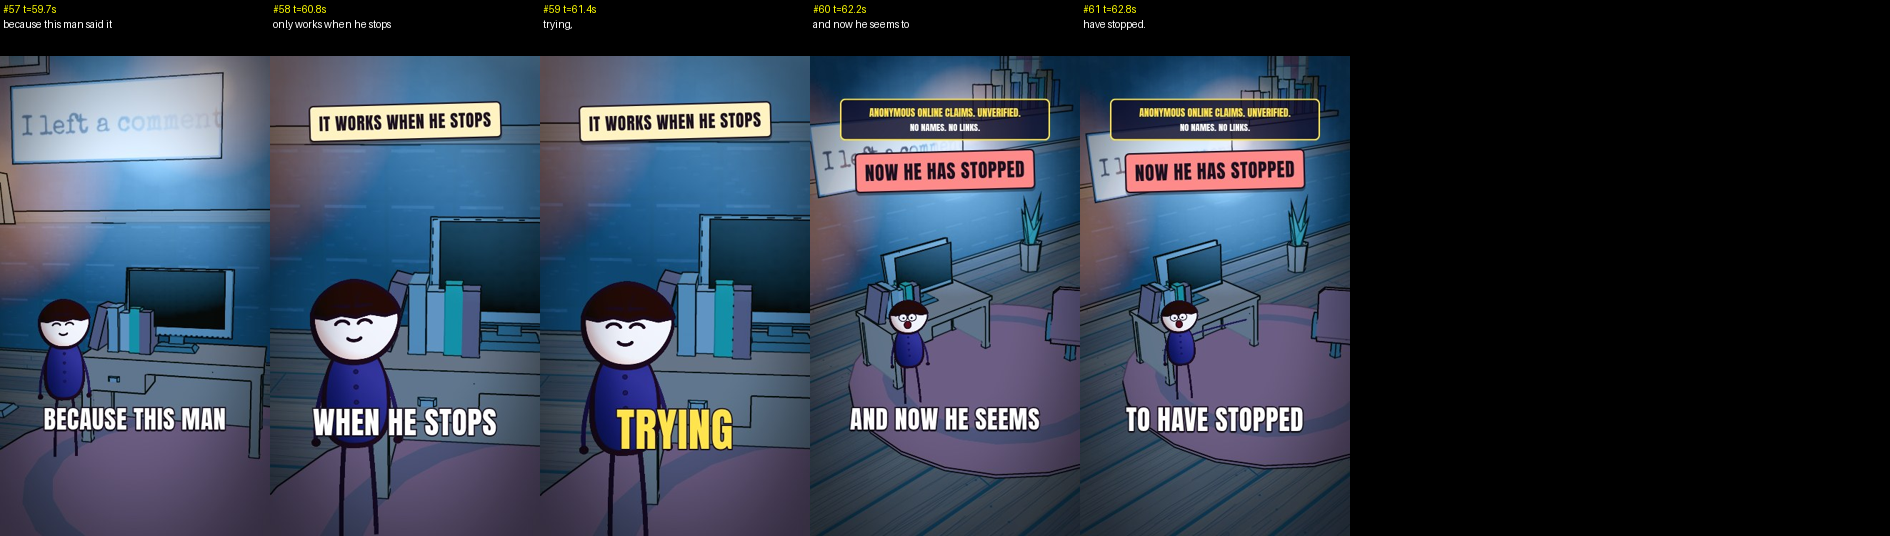 #57 t=59.7s
because this man said it
I left a comment
BECAUSE THIS MAN
#58 t=60.8s
only works when he stops
IT WORKS WHEN HE STOPS
WHEN HE STOPS
#59 t=61.4s
trying,
IT WORKS WHEN HE STOPS
TRYING
#60 t=62.2s
and now he seems to
ANONYMOUS ONLINE CLAIMS. UNVERIFIED.
NO NAMES. NO LINKS.
I left a comm
NOW HE HAS STOPPED
AND NOW HE SEEMS
#61 t=62.8s
have stopped.
ANONYMOUS ONLINE CLAIMS. UNVERIFIED.
NO NAMES. NO LINKS.
I l
NOW HE HAS STOPPED
TO HAVE STOPPED